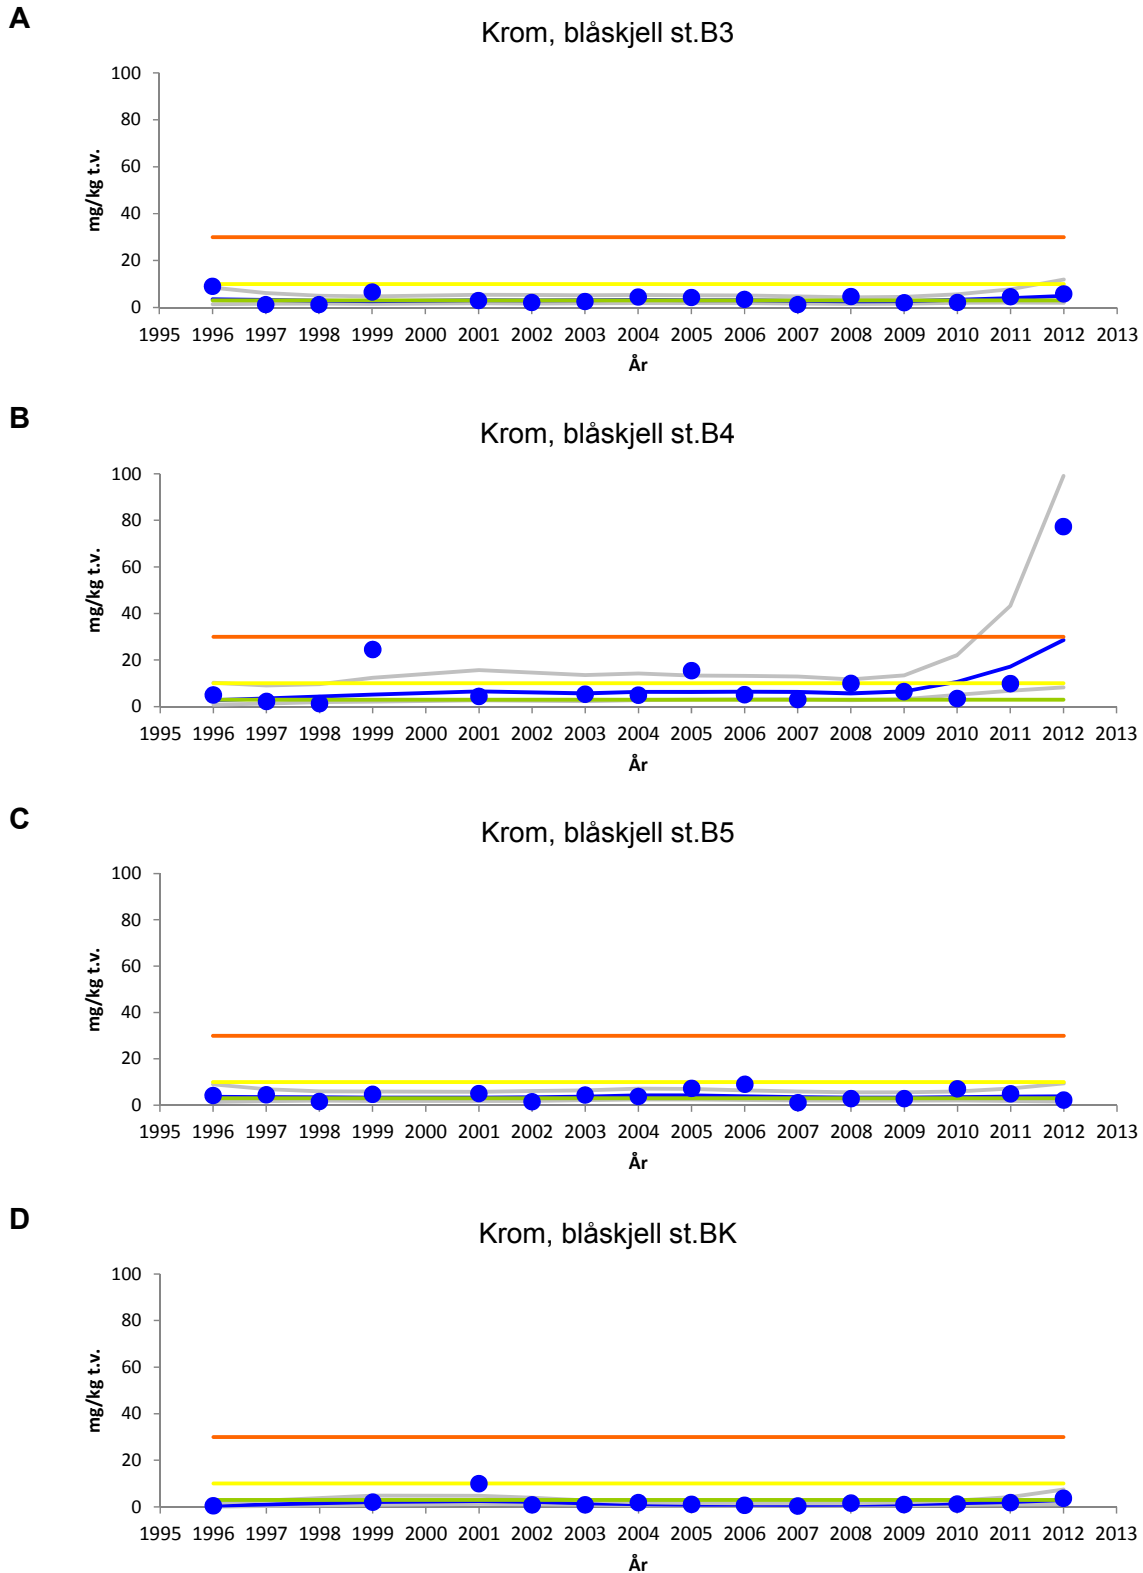 A
Krom, blåskjell st.B3
100
80
60
40
20
0
mg/kg t.v.
1995 1996 1997 1998 1999 2000 2001 2002 2003 2004 2005 2006 2007 2008 2009 2010 2011 2012 2013
År
B
Krom, blåskjell st.B4
100
80
60
40
20
0
mg/kg t.v.
1995 1996 1997 1998 1999 2000 2001 2002 2003 2004 2005 2006 2007 2008 2009 2010 2011 2012 2013
År
C
Krom, blåskjell st.B5
100
80
60
40
20
0
mg/kg t.v.
1995 1996 1997 1998 1999 2000 2001 2002 2003 2004 2005 2006 2007 2008 2009 2010 2011 2012 2013
År
D
Krom, blåskjell st.BK
100
80
60
40
20
0
mg/kg t.v.
1995 1996 1997 1998 1999 2000 2001 2002 2003 2004 2005 2006 2007 2008 2009 2010 2011 2012 2013
År